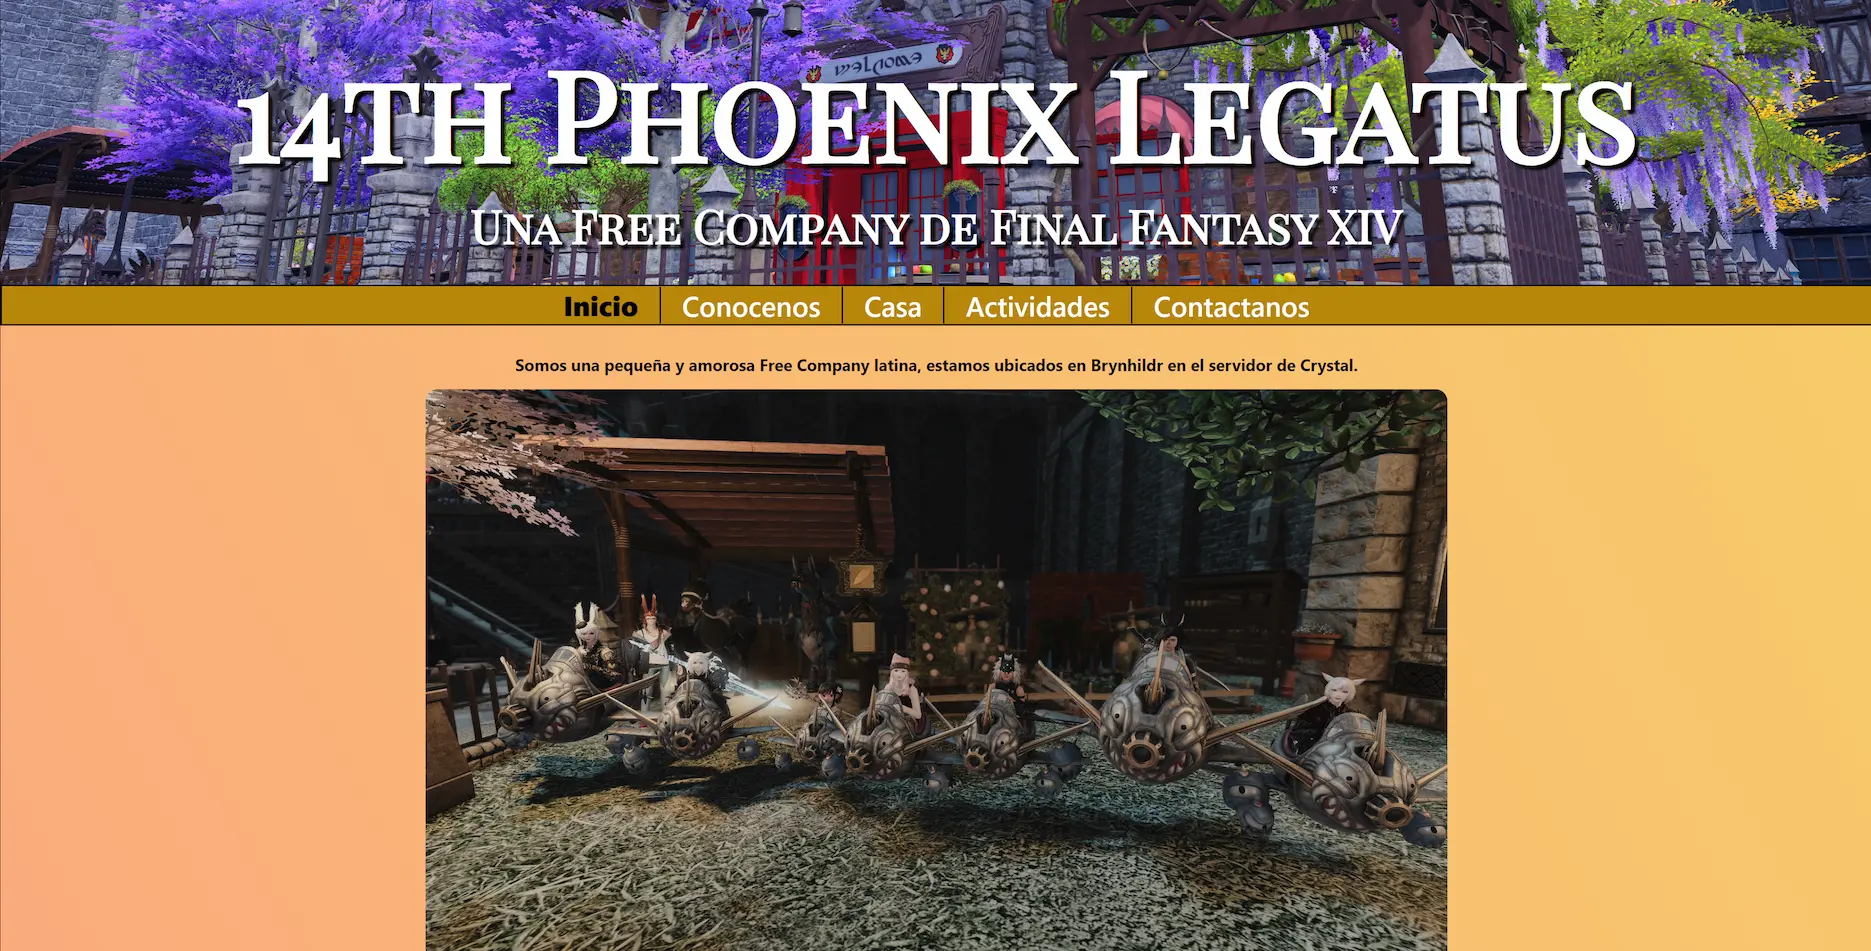 welcome
14th Phoenix Legatus
Una Free Company de Final Fantasy XIV
Inicio
Conocenos
Casa
Actividades
Contactanos
Somos una pequeña y amorosa Free Company latina, estamos ubicados en Brynhildr en el servidor de Crystal.